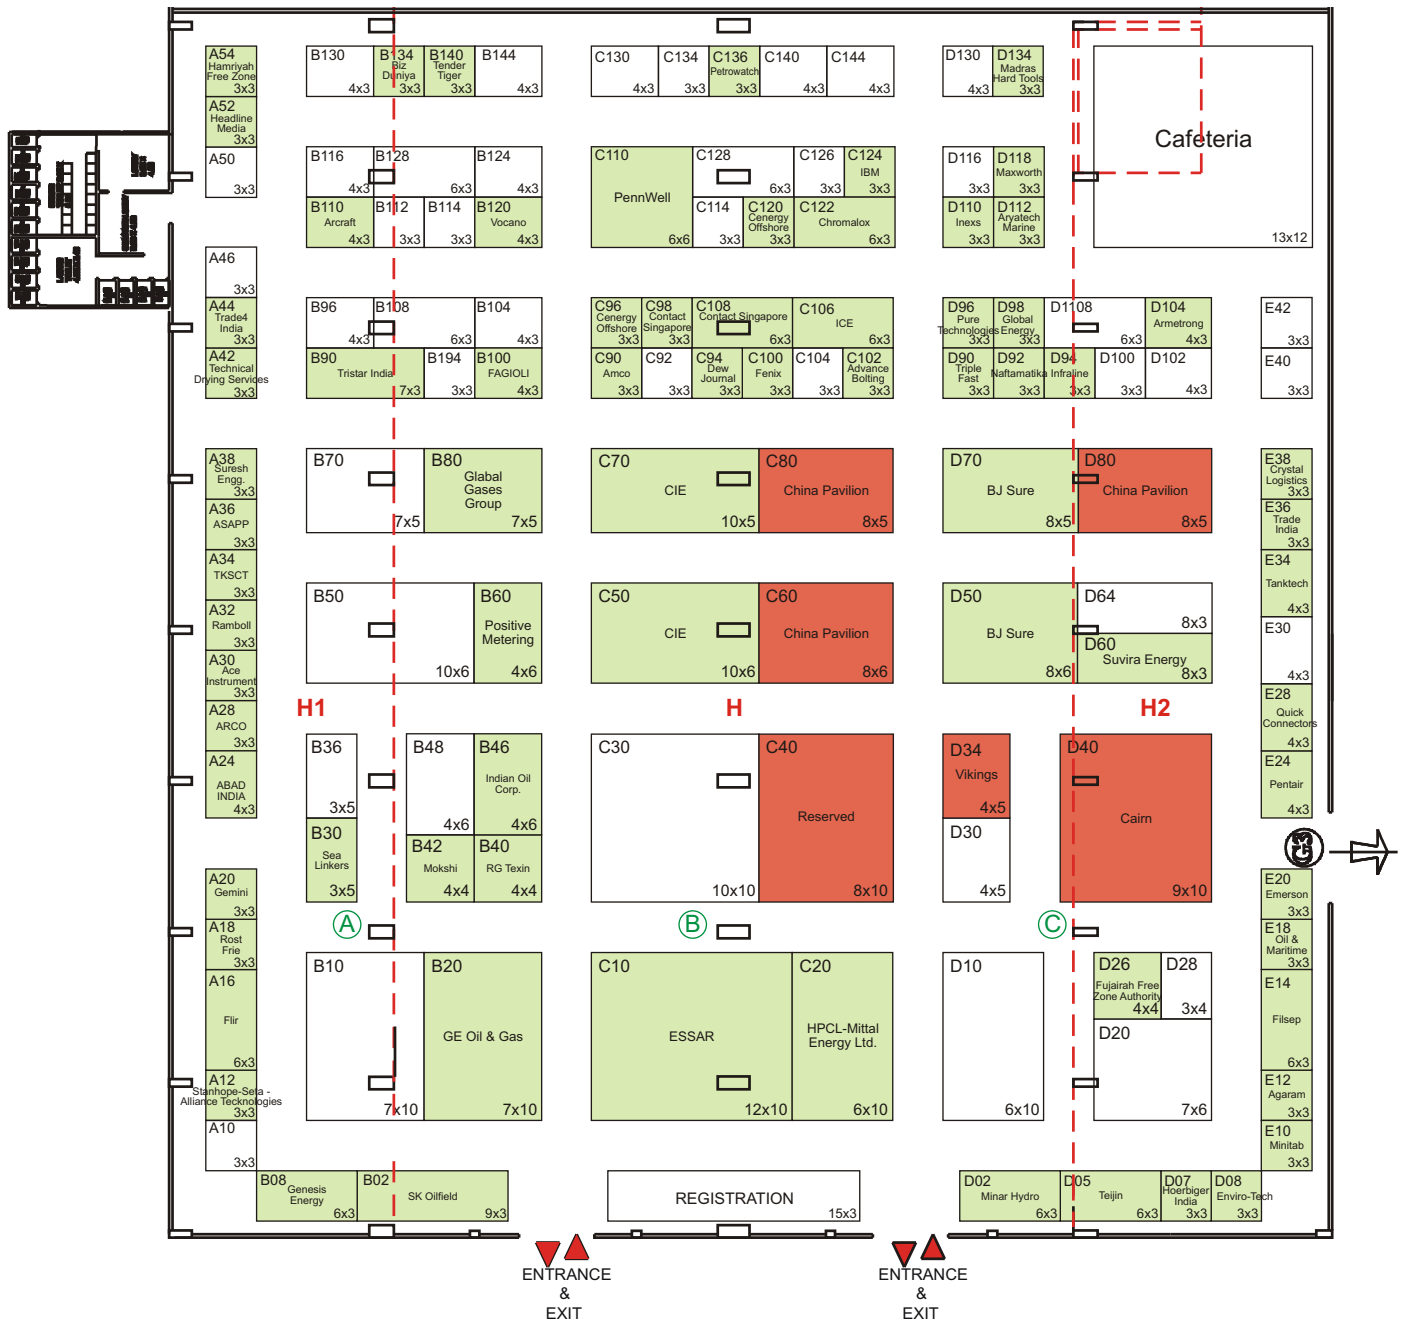 A54
Hamriyah
Free Zone
3x3
A52
Headline
Media
3x3
A50
3x3
A46
3x3
A44
Trade4
India
3x3
A42
Technical
Drying Services
3x3
A38
Suresh
Engg.
3x3
A36
ASAPP
3x3
A34
TKSCT
3x3
A32
Ramboll
3x3
A30
Ace
Instrument
3x3
A28
ARCO
3x3
A24
ABAD
INDIA
4x3
A20
Gemini
3x3
A18
Rost
Frie
3x3
A16
Flir
6x3
A12
Stanhope-Seta -
Alliance Tecknologies
3x3
A10
3x3
B130
4x3
B134
Biz
Duniya
3x3
B140
Tender
Tiger
3x3
B144
4x3
B116
4x3
B128
6x3
B124
4x3
B110
Arcraft
4x3
B112
3x3
B114
3x3
B120
Vocano
4x3
B96
4x3
B108
6x3
B104
4x3
B90
Tristar India
7x3
B194
3x3
B100
FAGIOLI
4x3
B70
7x5
B80
Glabal
Gases
Group
7x5
B50
10x6
B60
Positive
Metering
4x6
H1
B36
3x5
B48
4x6
B46
Indian Oil
Corp.
4x6
B30
Sea
Linkers
3x5
B42
Mokshi
4x4
B40
RG Texin
4x4
A
B10
7x10
B20
GE Oil & Gas
7x10
B08
Genesis
Energy
6x3
B02
SK Oilfield
9x3
C130
4x3
C134
3x3
C136
Petrowatch
3x3
C140
4x3
C144
4x3
C110
PennWell
6x6
C128
6x3
C126
3x3
C124
IBM
3x3
C114
3x3
C120
Cenergy
Offshore
3x3
C122
Chromalox
6x3
C96
Cenergy
Offshore
3x3
C98
Contact
Singapore
3x3
C108
Contact Singapore
6x3
C106
ICE
6x3
C90
Amco
3x3
C92
3x3
C94
Dew
Journal
3x3
C100
Fenix
3x3
C104
3x3
C102
Advance
Bolting
3x3
C70
CIE
10x5
C80
China Pavilion
8x5
C50
CIE
10x6
C60
China Pavilion
8x6
H
C30
10x10
C40
Reserved
8x10
B
C10
ESSAR
12x10
C20
HPCL-Mittal
Energy Ltd.
6x10
REGISTRATION
15x3
D130
4x3
D134
Madras
Hard Tools
3x3
Cafeteria
13x12
D116
3x3
D118
Maxworth
3x3
D110
Inexs
3x3
D112
Aryatech
Marine
3x3
D96
Pure
Technologies
3x3
D98
Global
Energy
3x3
D1108
6x3
D104
Armetrong
4x3
D90
Triple
Fast
3x3
D92
Naftamatika
3x3
D94
Infraline
3x3
D100
3x3
D102
4x3
D70
BJ Sure
8x5
D80
China Pavilion
8x5
D50
BJ Sure
8x6
D64
8x3
D60
Suvira Energy
8x3
H2
D34
Vikings
4x5
D40
Cairn
9x10
D30
4x5
C
D10
6x10
D26
Fujairah Free
Zone Authority
4x4
D28
3x4
D20
7x6
D02
Minar Hydro
6x3
D05
Teijin
6x3
D07
Hoerbiger
India
3x3
D08
Enviro-Tech
3x3
E42
3x3
E40
3x3
E38
Crystal
Logistics
3x3
E36
Trade
India
3x3
E34
Tanktech
4x3
E30
4x3
E28
Quick
Connectors
4x3
E24
Pentair
4x3
G3
E20
Emerson
3x3
E18
Oil &
Maritime
3x3
E14
Filsep
6x3
E12
Agaram
3x3
E10
Minitab
3x3
ENTRANCE
&
EXIT
ENTRANCE
&
EXIT